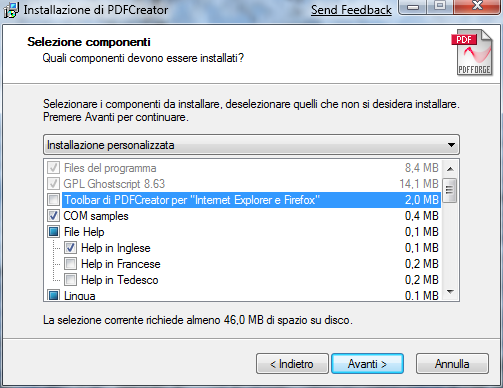 Installazione di PDFCreator
Send Feedback
Selezione componenti
Quali componenti devono essere installati?
PDF
PDFFORGE
Selezionare i componenti da installare, deselezionare quelli che non si desidera installare.
Premere Avanti per continuare.
Installazione personalizzata
Files del programma 8,4 MB
GPL Ghostscript 8.63 14,1 MB
Toolbar di PDFCreator per "Internet Explorer e Firefox" 2,0 MB
COM samples 0,4 MB
File Help 0,1 MB
Help in Inglese 0,1 MB
Help in Francese 0,2 MB
Help in Tedesco 0,2 MB
Lingua 0,1 MB
La selezione corrente richiede almeno 46,0 MB di spazio su disco.
< Indietro Avanti > Annulla